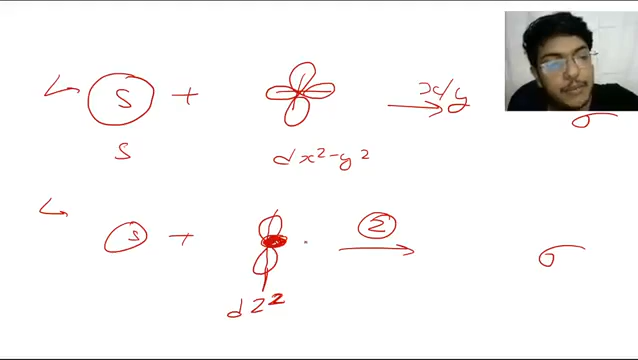 S + x/y σ
s dx²-y²
s + Z σ
dz²